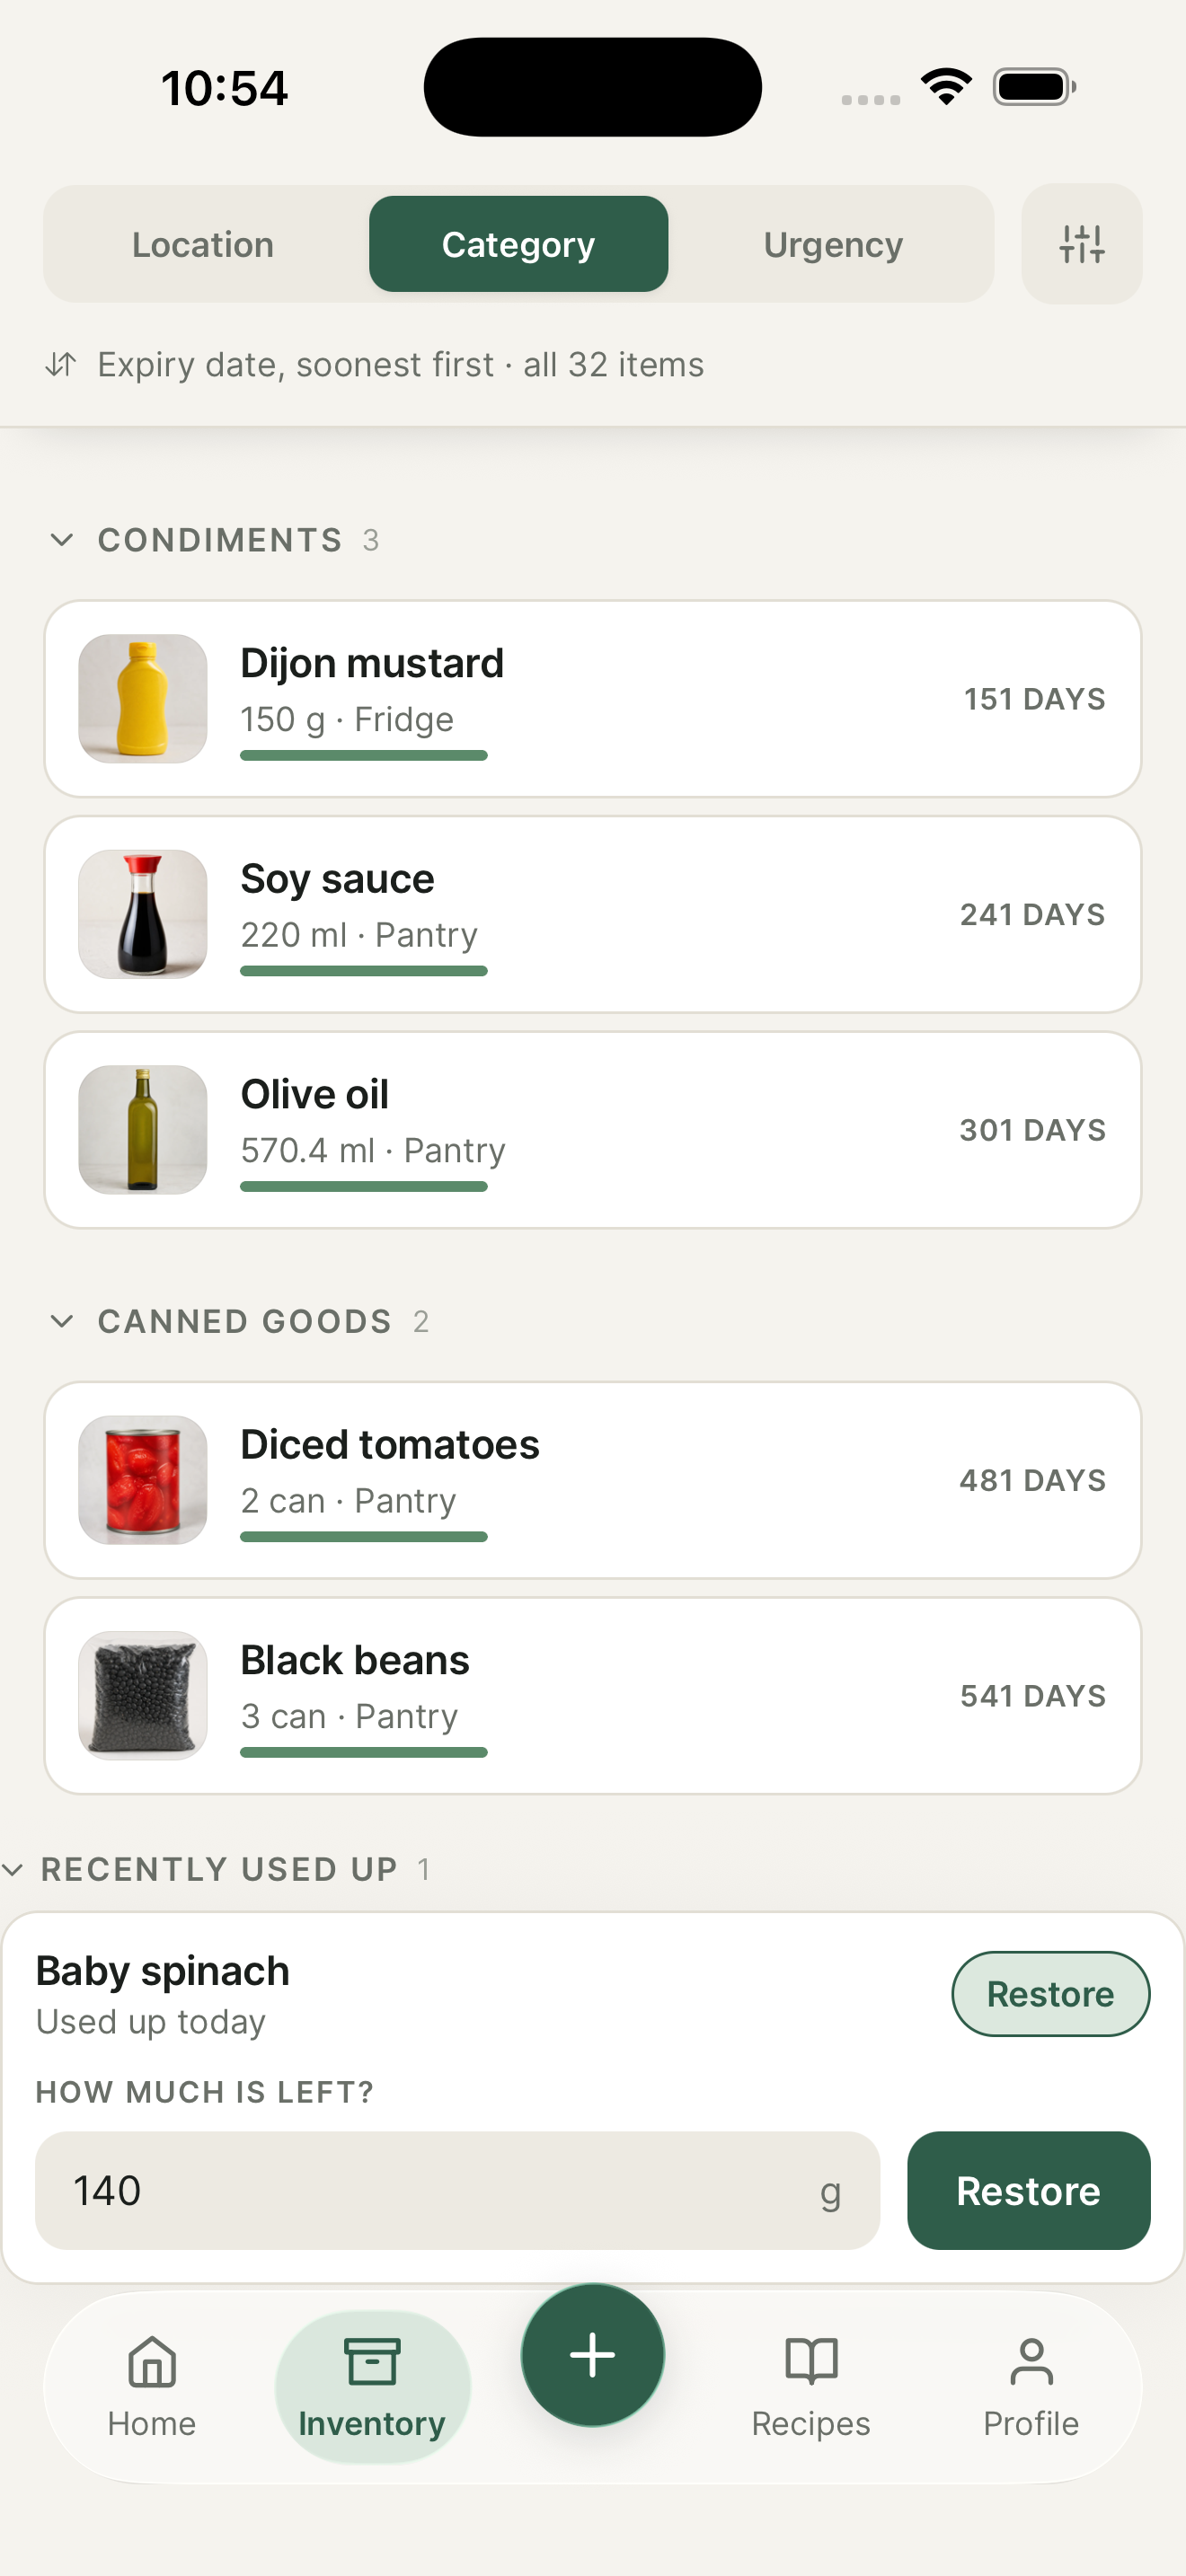 10:54
Location
Category
Urgency
Expiry date, soonest first · all 32 items
CONDIMENTS 3
Dijon mustard
150 g · Fridge
151 DAYS
Soy sauce
220 ml · Pantry
241 DAYS
Olive oil
570.4 ml · Pantry
301 DAYS
CANNED GOODS 2
Diced tomatoes
2 can · Pantry
481 DAYS
Black beans
3 can · Pantry
541 DAYS
RECENTLY USED UP 1
Baby spinach
Used up today
Restore
HOW MUCH IS LEFT?
140 g
Restore
Home
Inventory
Recipes
Profile